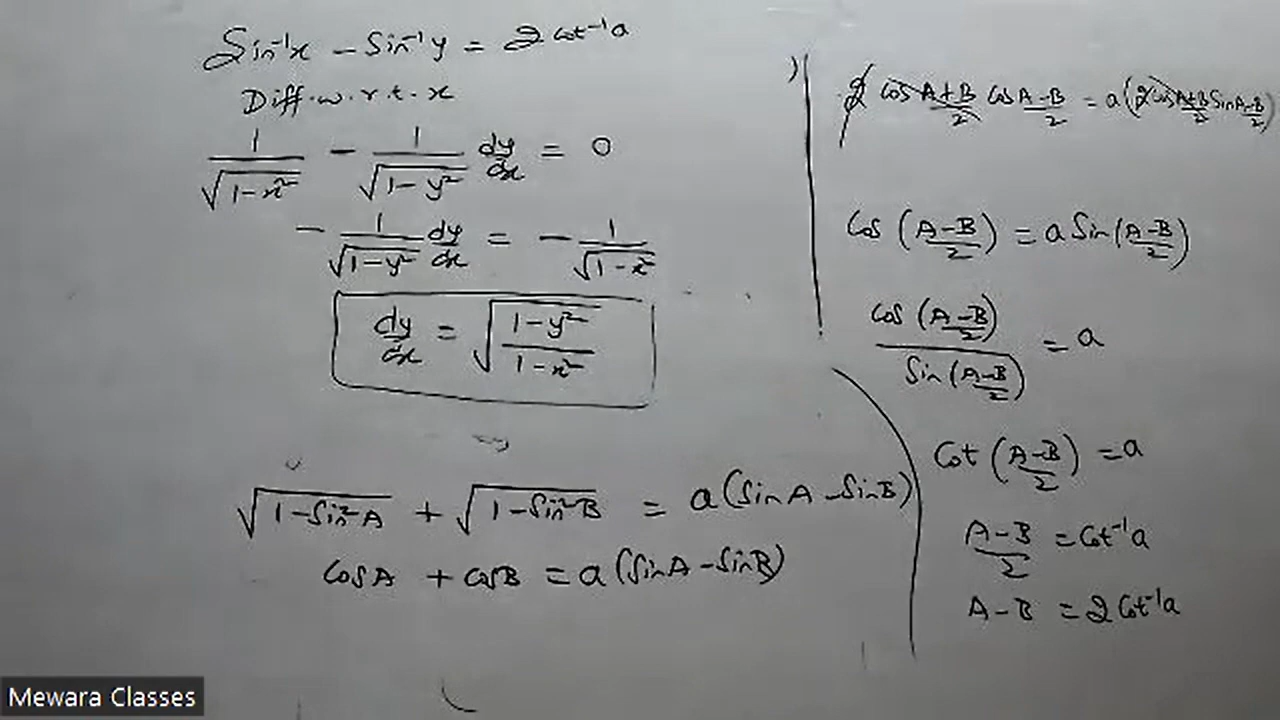 Sin⁻¹x - Sin⁻¹y = 2 Cot⁻¹a
Diff. w. r. t. x
1/√(1-x²) - 1/√(1-y²) dy/dx = 0
- 1/√(1-y²) dy/dx = - 1/√(1-x²)
dy/dx = √((1-y²)/(1-x²))
√(1-Sin²A) + √(1-Sin²B) = a(SinA - SinB)
CosA + CosB = a(SinA - SinB)
2 Cos A+B/2 Cos A-B/2 = a(2 Cos A+B/2 Sin A-B/2)
Cos (A-B/2) = a Sin (A-B/2)
Cos (A-B/2) / Sin (A-B/2) = a
Cot (A-B/2) = a
A-B/2 = Cot⁻¹a
A-B = 2 Cot⁻¹a
Mewara Classes